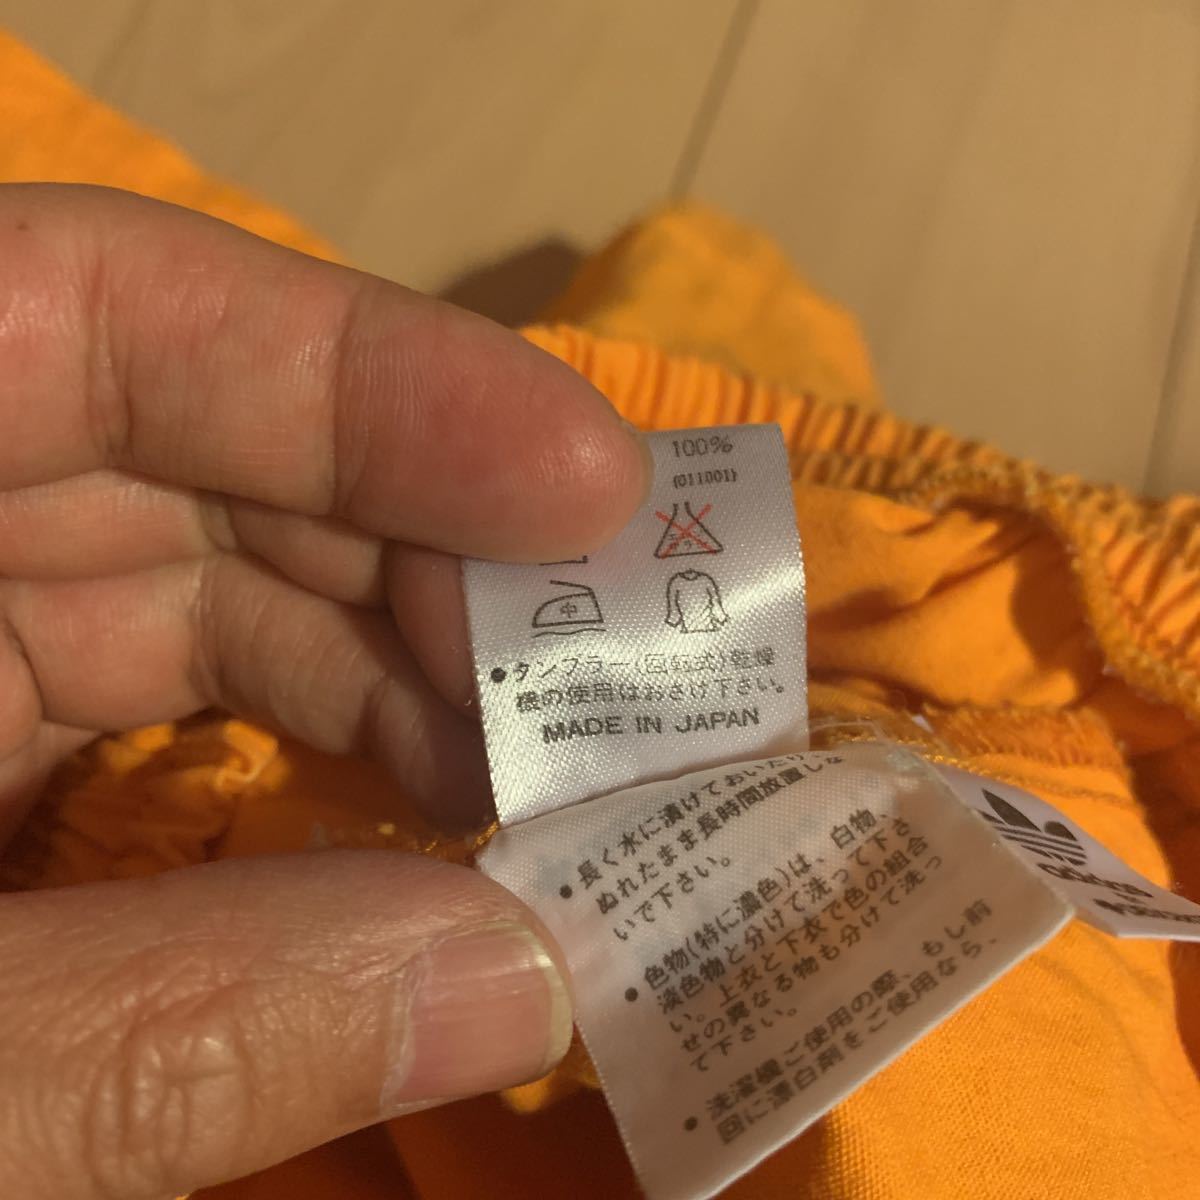 100%
(011001)
中
●タンブラー(回転式)乾燥
機の使用はおさけ下さい。
MADE IN JAPAN
●長く水に漬けておいたり、
ぬれたまま長時間放置しな
いで下さい。
●色物(特に濃色)は、白物、
淡色物と分けて洗って下さ
い。上衣と下衣で色の組合
せの異なる物も分けて洗っ
て下さい。
●洗濯機ご使用の際、もし前
回に漂白剤をご使用なら、
adidas